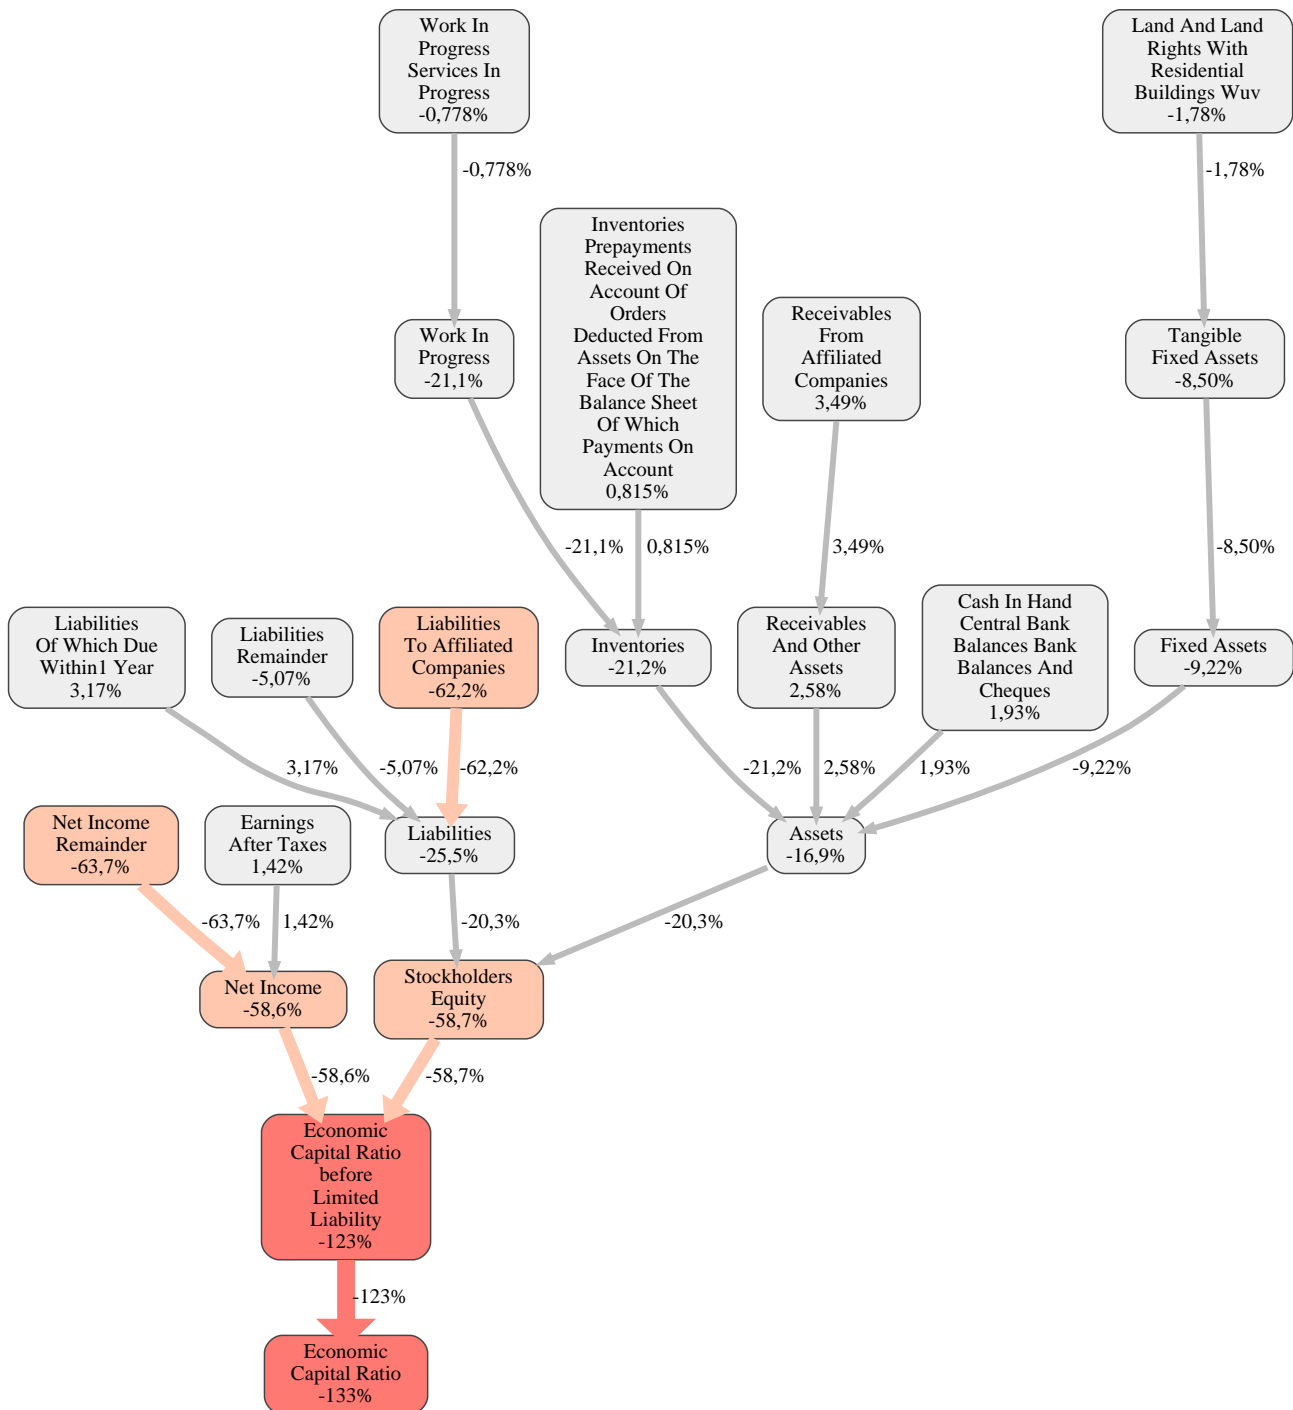 Work In
Progress
Services In
Progress
-0,778%
Land And Land
Rights With
Residential
Buildings Wuv
-1,78%
-0,778%
-1,78%
Inventories
Prepayments
Received On
Account Of
Orders
Deducted From
Assets On The
Face Of The
Balance Sheet
Of Which
Payments On
Account
0,815%
Receivables
From
Affiliated
Companies
3,49%
Work In
Progress
-21,1%
Tangible
Fixed Assets
-8,50%
-21,1%
0,815%
3,49%
-8,50%
Liabilities
Of Which Due
Within1 Year
3,17%
Liabilities
Remainder
-5,07%
Liabilities
To Affiliated
Companies
-62,2%
Inventories
-21,2%
Receivables
And Other
Assets
2,58%
Cash In Hand
Central Bank
Balances Bank
Balances And
Cheques
1,93%
Fixed Assets
-9,22%
3,17%
-5,07%
-62,2%
-21,2%
2,58%
1,93%
-9,22%
Net Income
Remainder
-63,7%
Earnings
After Taxes
1,42%
Liabilities
-25,5%
Assets
-16,9%
-63,7%
1,42%
-20,3%
-20,3%
Net Income
-58,6%
Stockholders
Equity
-58,7%
-58,6%
-58,7%
Economic
Capital Ratio
before
Limited
Liability
-123%
-123%
Economic
Capital Ratio
-133%